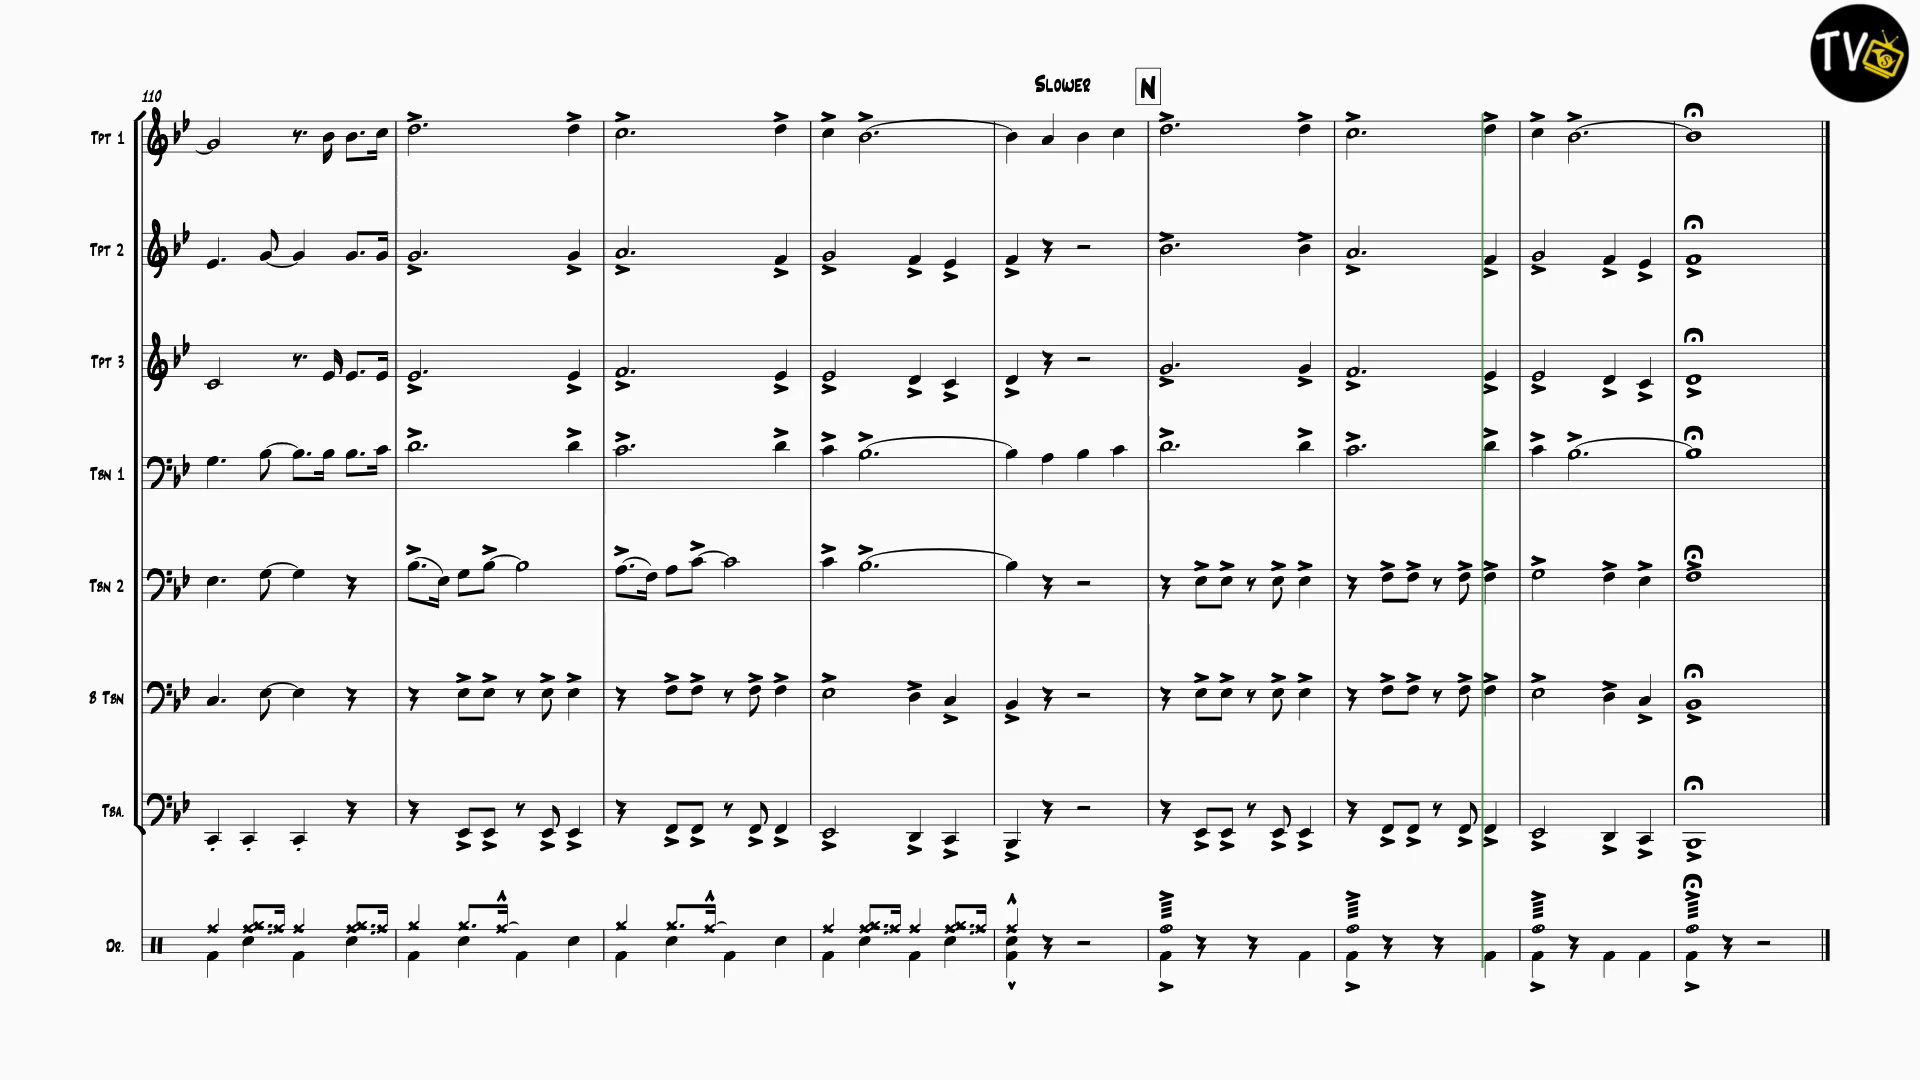 TV
Slower
N
110
Tpt 1
Tpt 2
Tpt 3
Tbn 1
Tbn 2
B Tbn
Tba.
Dr.